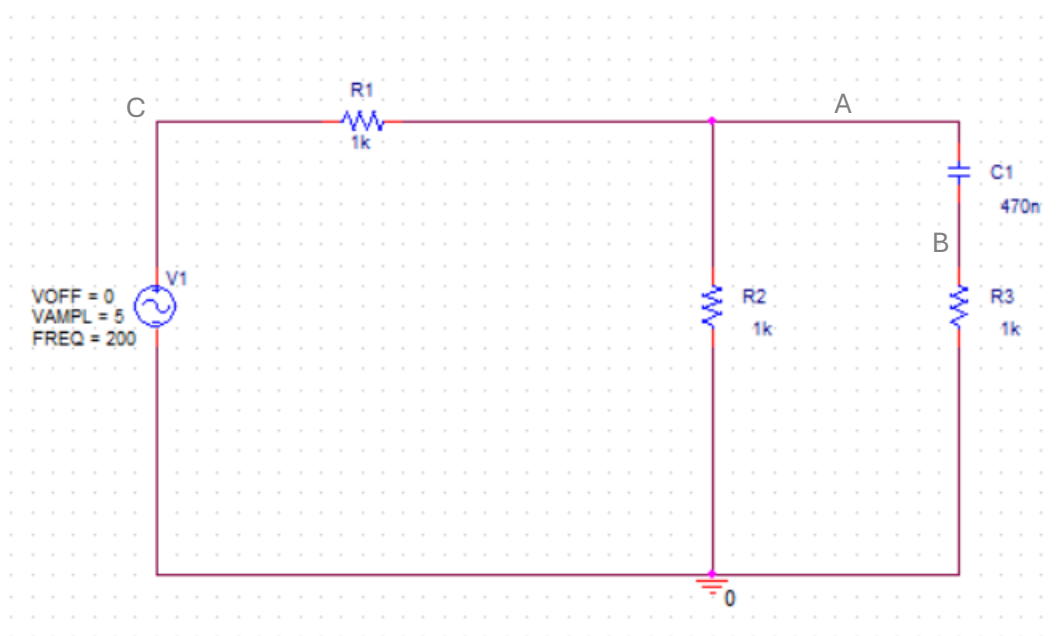 R1
A
C
1k
C1
470n
B
V1
VOFF = 0
VAMPL = 5
FREQ = 200
R2
1k
R3
1k
0